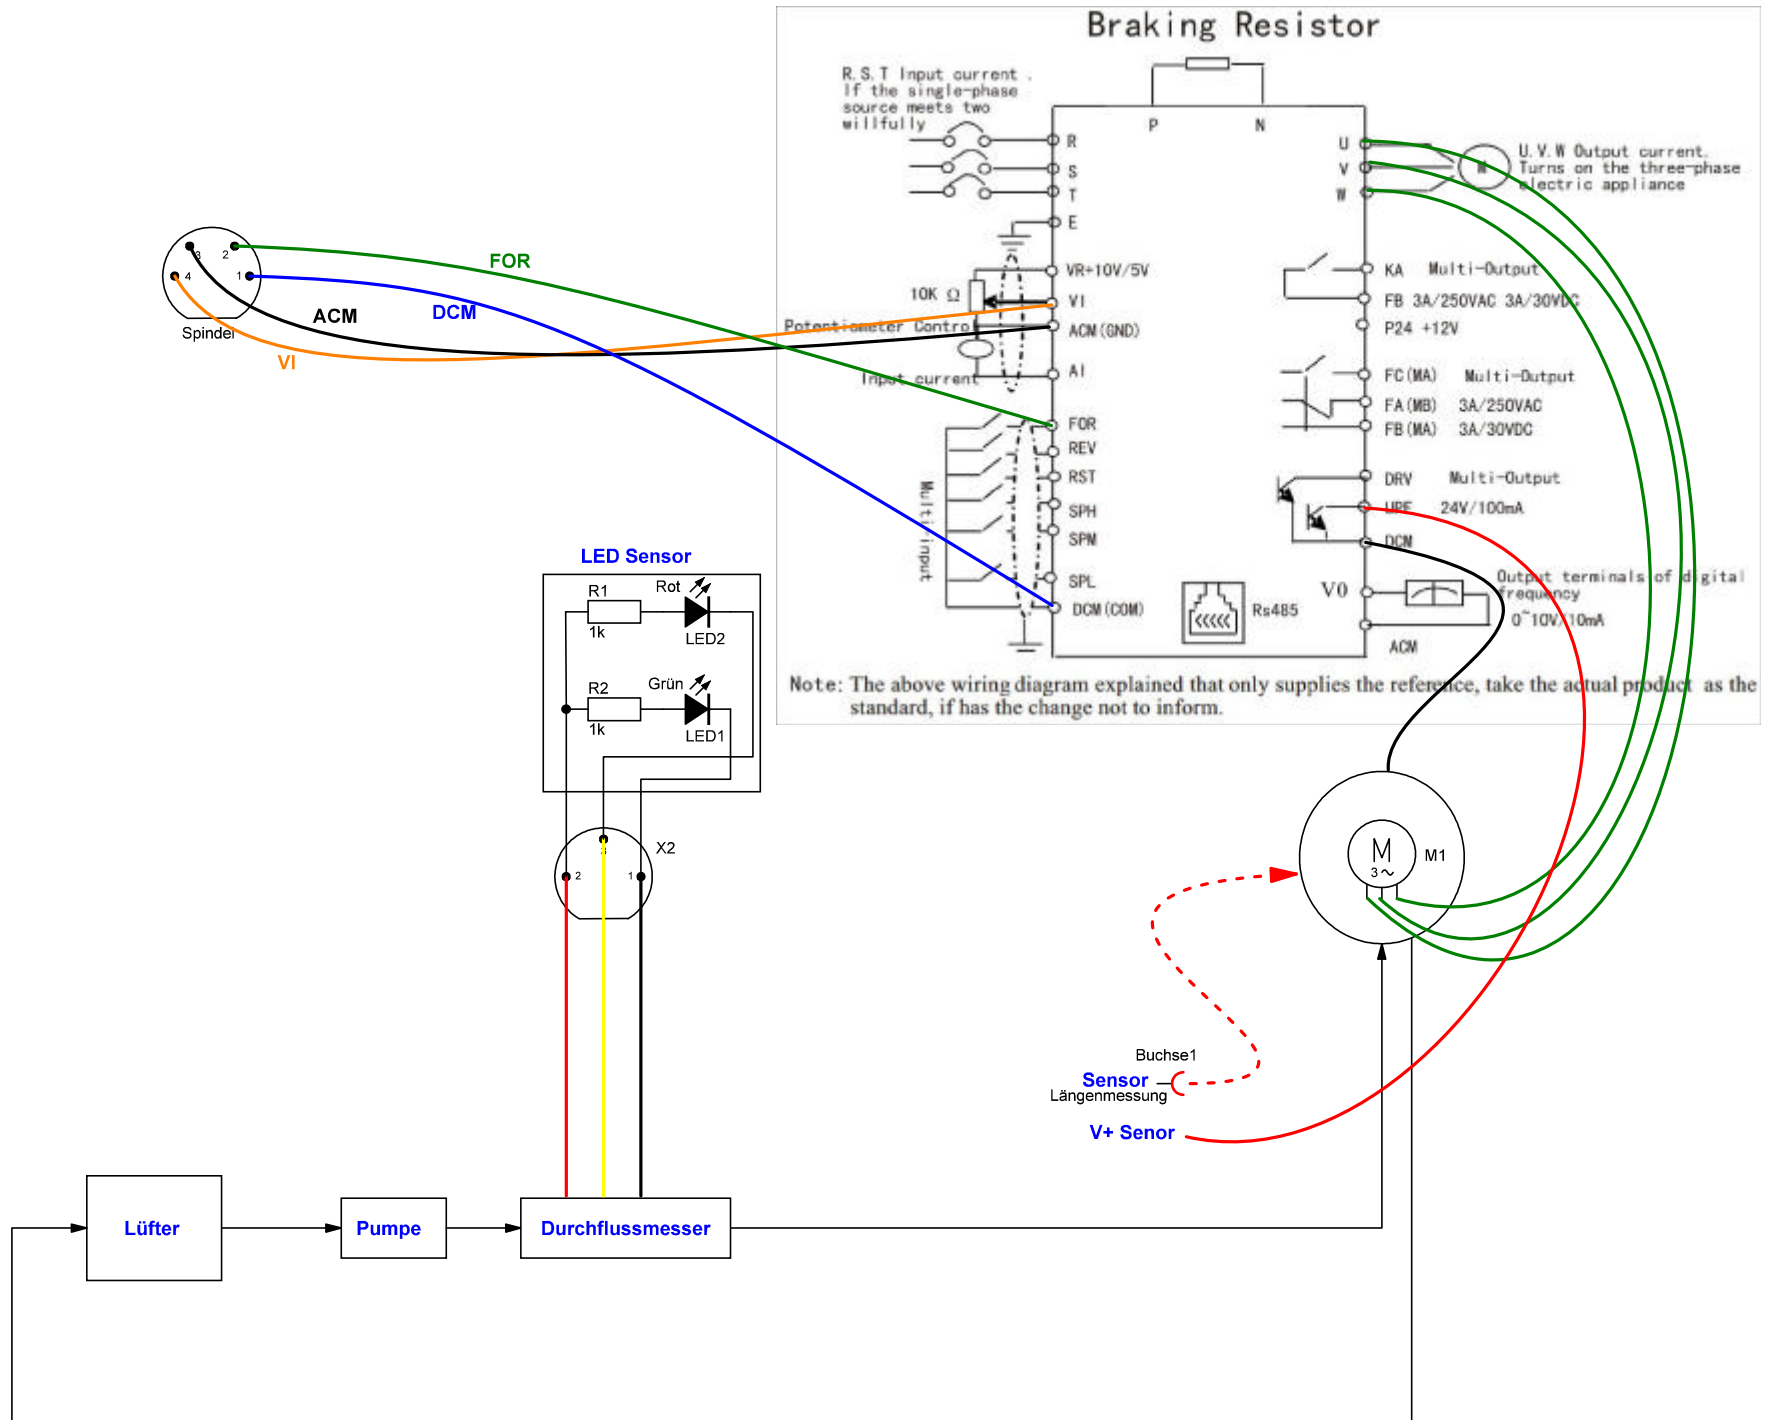 Braking Resistor
R.S.T Input current .
If the single-phase
source meets two
willfully
P
N
R
S
T
E
U
V
W
M
U.V.W Output current.
Turns on the three-phase
electric appliance
VR+10V/5V
10K Ω
VI
Potentiometer Control
ACM(GND)
AI
Input current
KA Multi-Output
FB 3A/250VAC 3A/30VDC
P24 +12V
FC(MA) Multi-Output
FA(MB) 3A/250VAC
FB(MA) 3A/30VDC
FOR
REV
RST
SPH
SPM
SPL
DCM(COM)
Multi-input
DRV Multi-Output
UPF 24V/100mA
DCM
V0
Output terminals of digital
frequency
0~10V/10mA
ACM
Rs485
Note: The above wiring diagram explained that only supplies the reference, take the actual product as the
standard, if has the change not to inform.
3
2
4
1
Spindel
FOR
ACM
DCM
VI
LED Sensor
R1
Rot
1k
LED2
R2
Grün
1k
LED1
X2
3
2
1
M
3~
M1
Buchse1
Sensor
Längenmessung
V+ Senor
Lüfter
Pumpe
Durchflussmesser